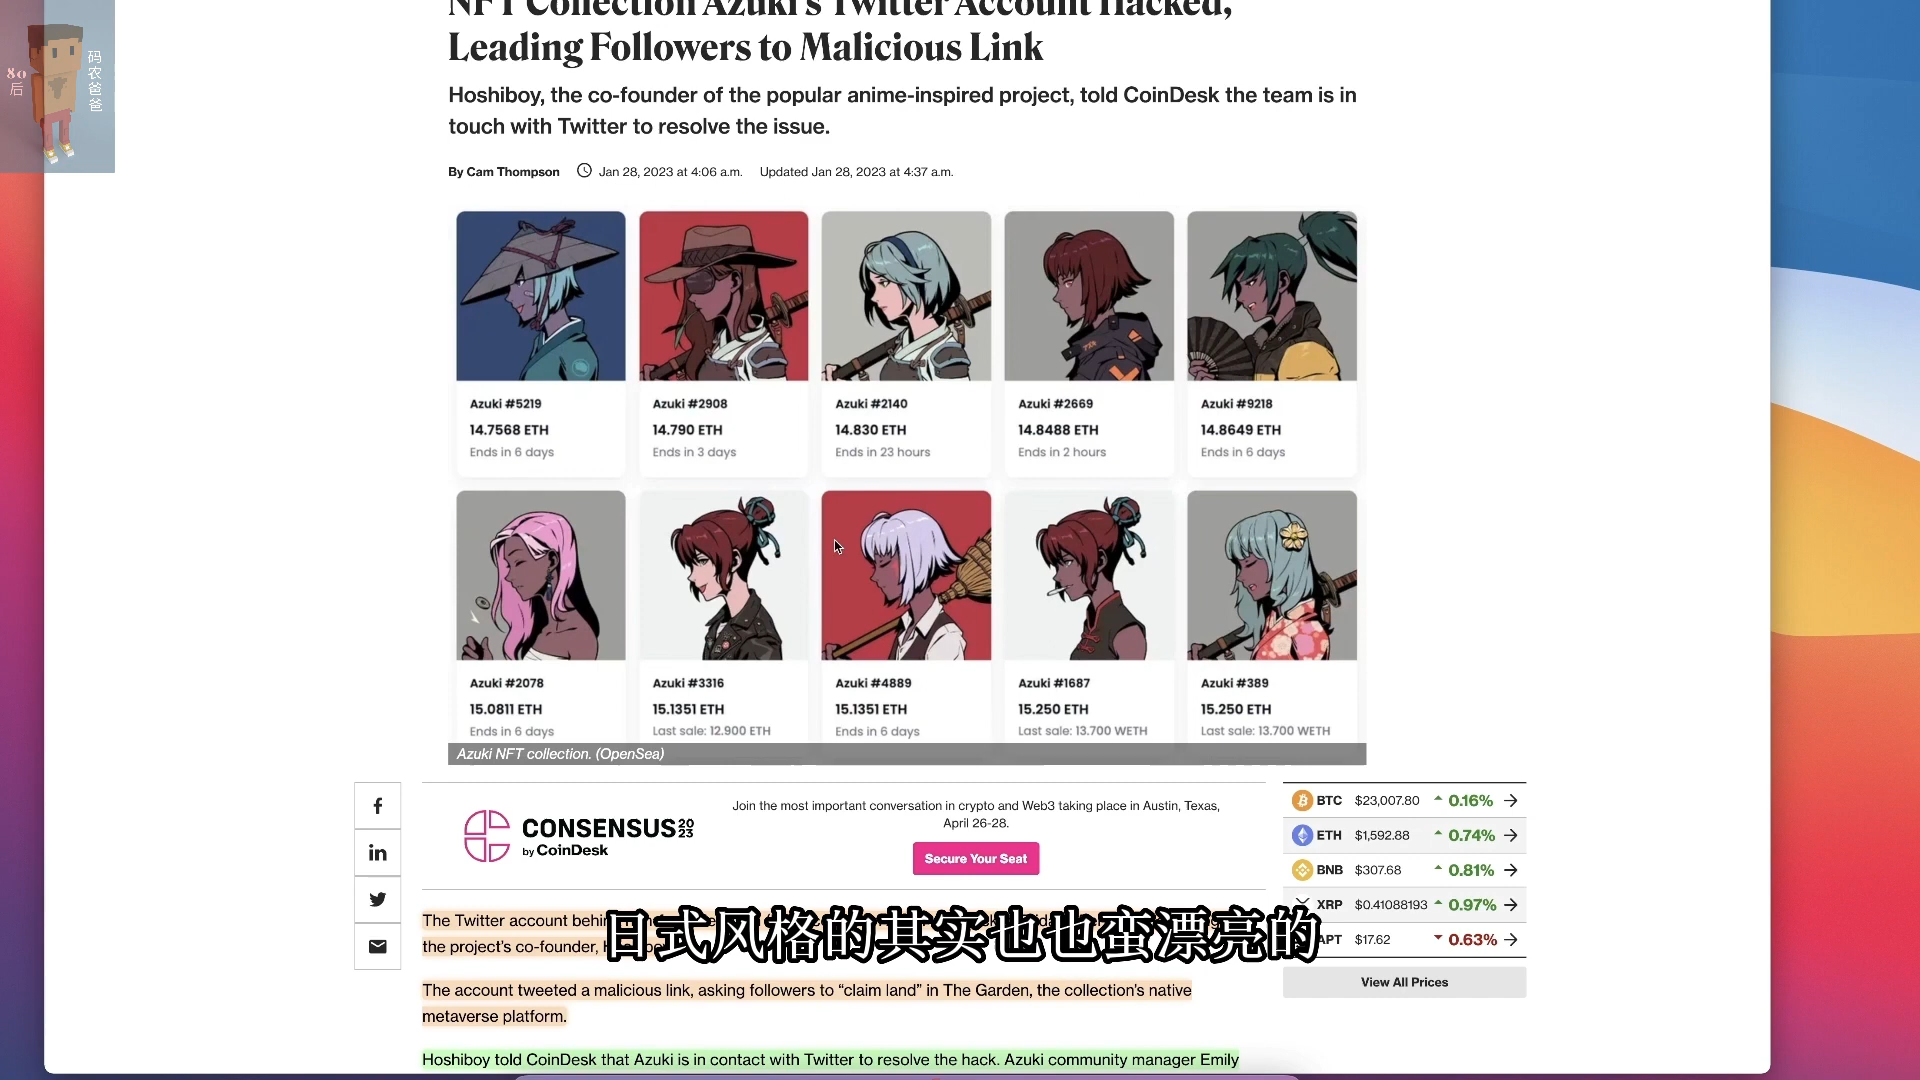 80
后
码农爸爸
NFT Collection Azuki's Twitter Account Hacked,
Leading Followers to Malicious Link
Hoshiboy, the co-founder of the popular anime-inspired project, told CoinDesk the team is in
touch with Twitter to resolve the issue.
By Cam Thompson Jan 28, 2023 at 4:06 a.m. Updated Jan 28, 2023 at 4:37 a.m.
Azuki #5219 Azuki #2908 Azuki #2140 Azuki #2669 Azuki #9218
14.7568 ETH 14.790 ETH 14.830 ETH 14.8488 ETH 14.8649 ETH
Ends in 6 days Ends in 3 days Ends in 23 hours Ends in 2 hours Ends in 6 days
Azuki #2078 Azuki #3316 Azuki #4889 Azuki #1687 Azuki #389
15.0811 ETH 15.1351 ETH 15.1351 ETH 15.250 ETH 15.250 ETH
Ends in 6 days Last sale: 12.900 ETH Ends in 6 days Last sale: 13.700 WETH Last sale: 13.700 WETH
Azuki NFT collection. (OpenSea)
CONSENSUS 2023
by CoinDesk
Join the most important conversation in crypto and Web3 taking place in Austin, Texas,
April 26-28.
Secure Your Seat
BTC $23,007.80 0.16%
ETH $1,592.88 0.74%
BNB $307.68 0.81%
XRP $0.41088193 0.97%
APT $17.62 0.63%
View All Prices
The Twitter account
the project's co-founder,
日式风格的其实也也蛮漂亮的
The account tweeted a malicious link, asking followers to “claim land” in The Garden, the collection's native
metaverse platform.
Hoshiboy told CoinDesk that Azuki is in contact with Twitter to resolve the hack. Azuki community manager Emily